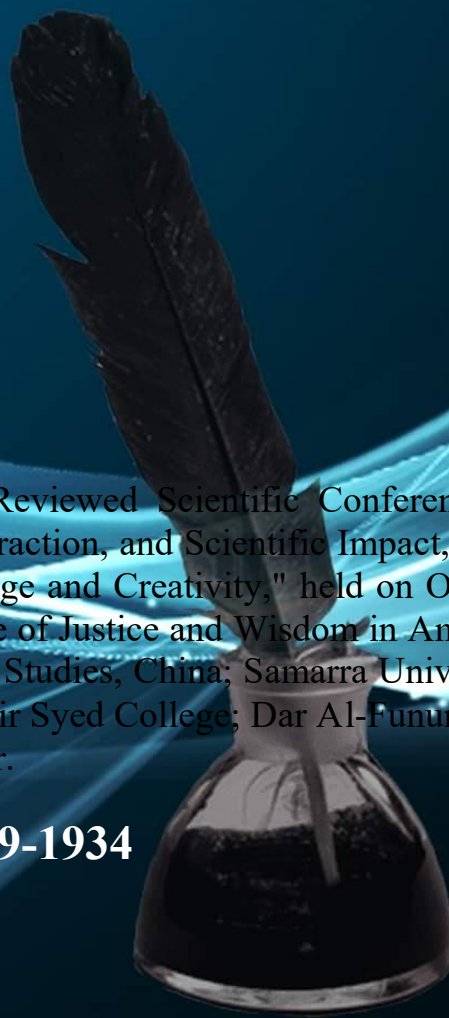 Reviewed Scientific Conferen
raction, and Scientific Impact,
ge and Creativity," held on O
e of Justice and Wisdom in An
Studies, China; Samarra Univ
ir Syed College; Dar Al-Funu
r.
9-1934